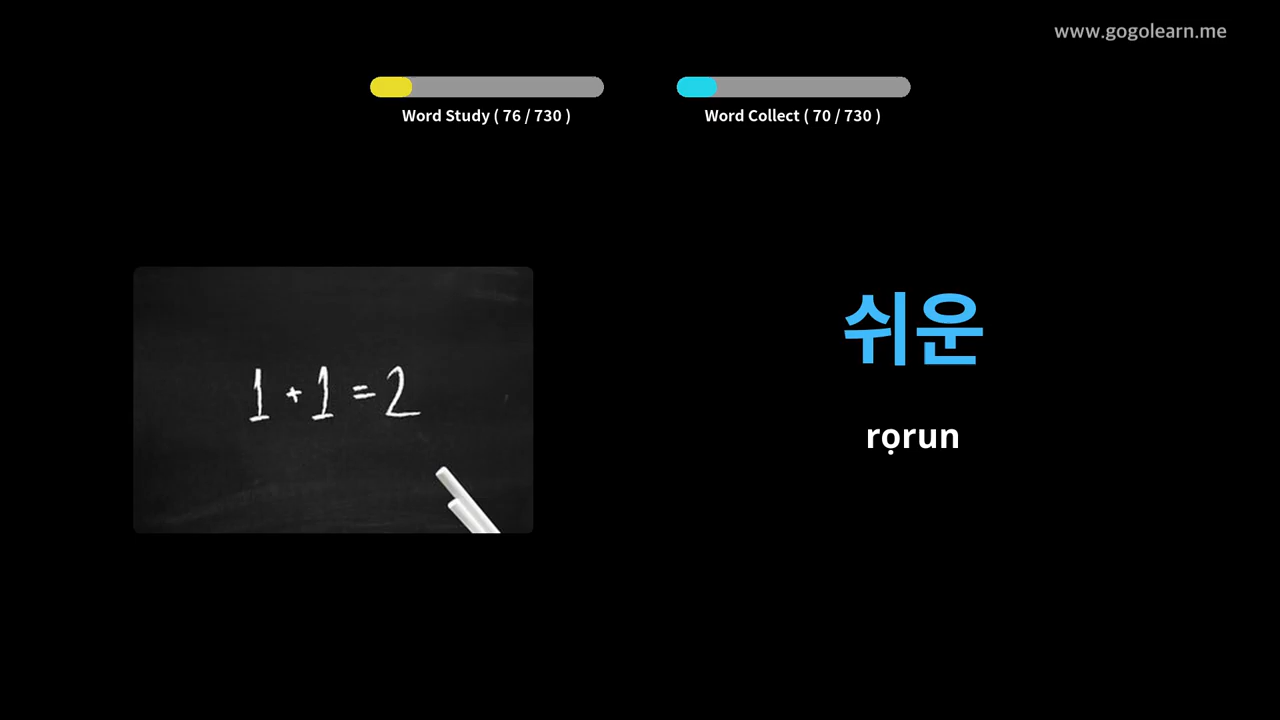 www.gogolearn.me
Word Study ( 76 / 730 )
Word Collect ( 70 / 730 )
1 + 1 = 2
쉬운
rọrun